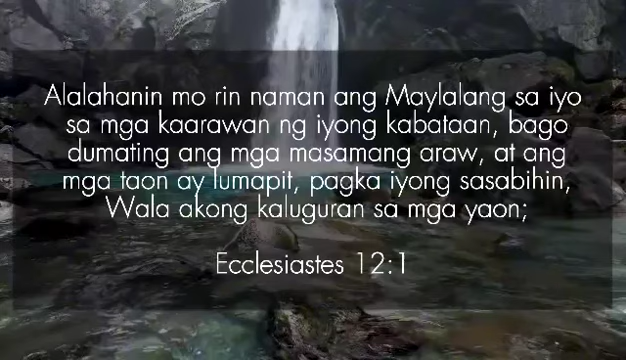 Alalahanin mo rin naman ang Maylalang sa iyo
sa mga kaarawan ng iyong kabataan, bago
dumating ang mga masamang araw, at ang
mga taon ay lumapit, pagka iyong sasabihin,
Wala akong kaluguran sa mga yaon;
Ecclesiastes 12:1